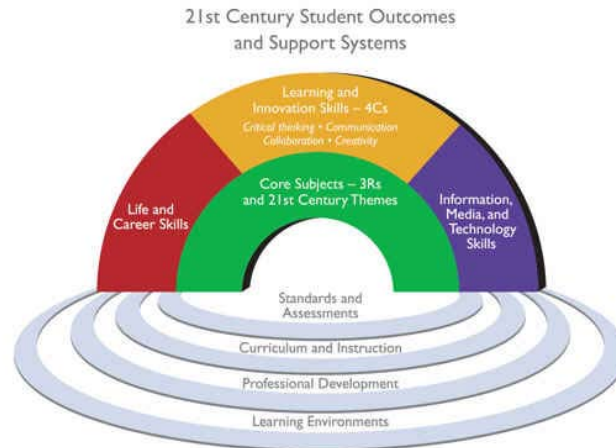 21st Century Student Outcomes
and Support Systems
Learning and
Innovation Skills – 4Cs
Critical thinking • Communication
Collaboration • Creativity
Core Subjects – 3Rs
and 21st Century Themes
Life and
Career Skills
Information,
Media, and
Technology
Skills
Standards and
Assessments
Curriculum and Instruction
Professional Development
Learning Environments